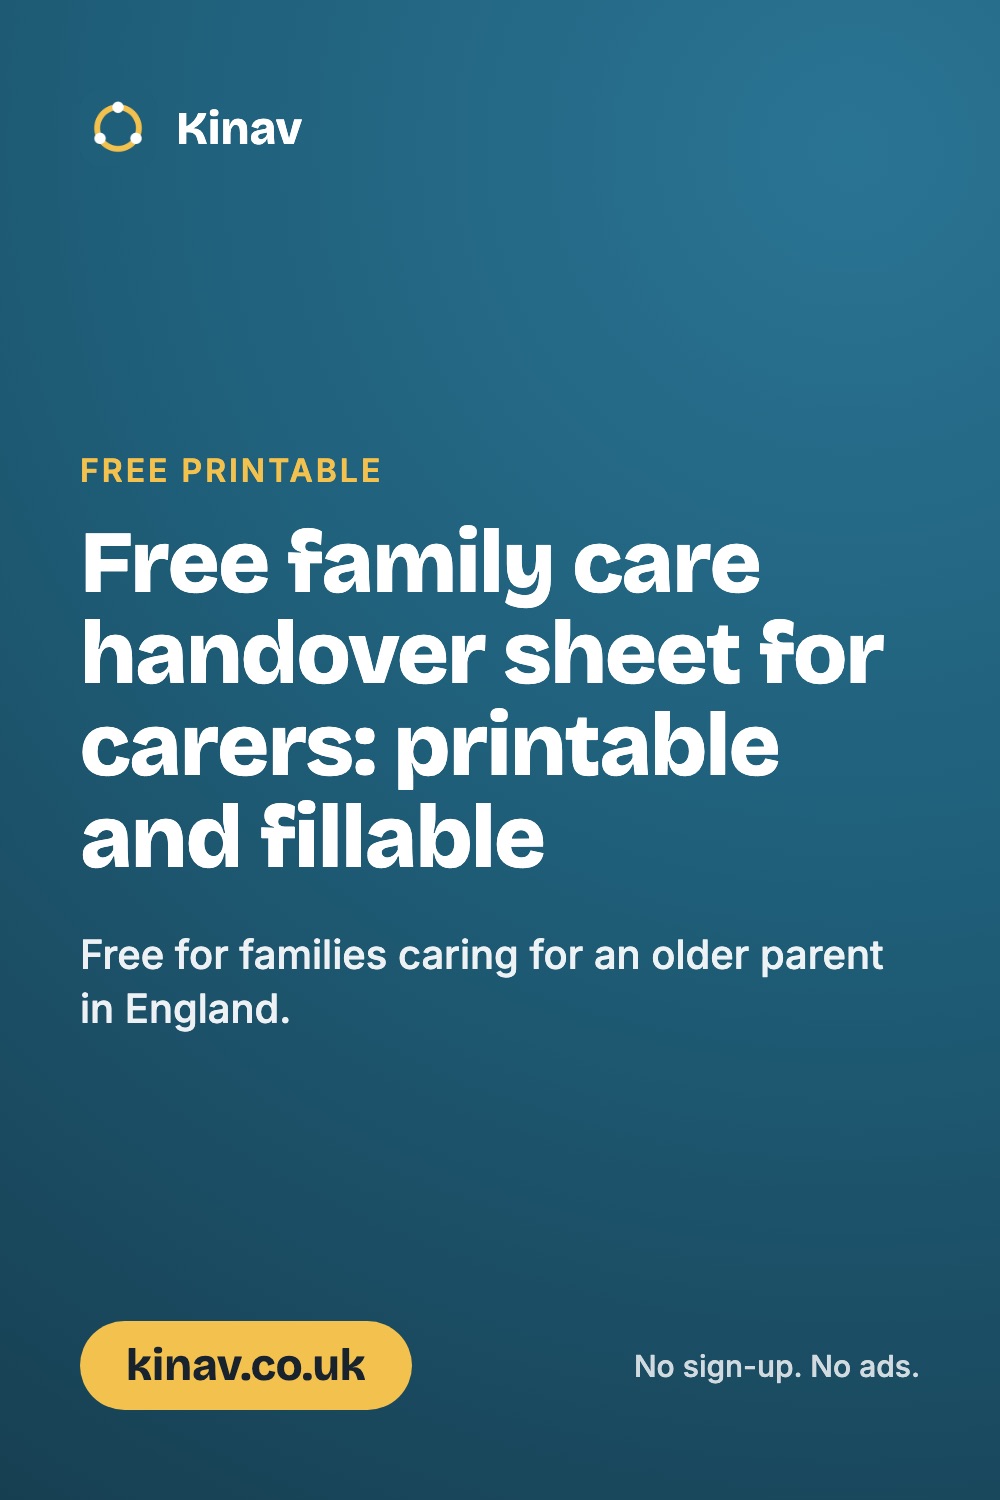 Kinav
FREE PRINTABLE
Free family care
handover sheet for
carers: printable
and fillable
Free for families caring for an older parent
in England.
kinav.co.uk
No sign-up. No ads.